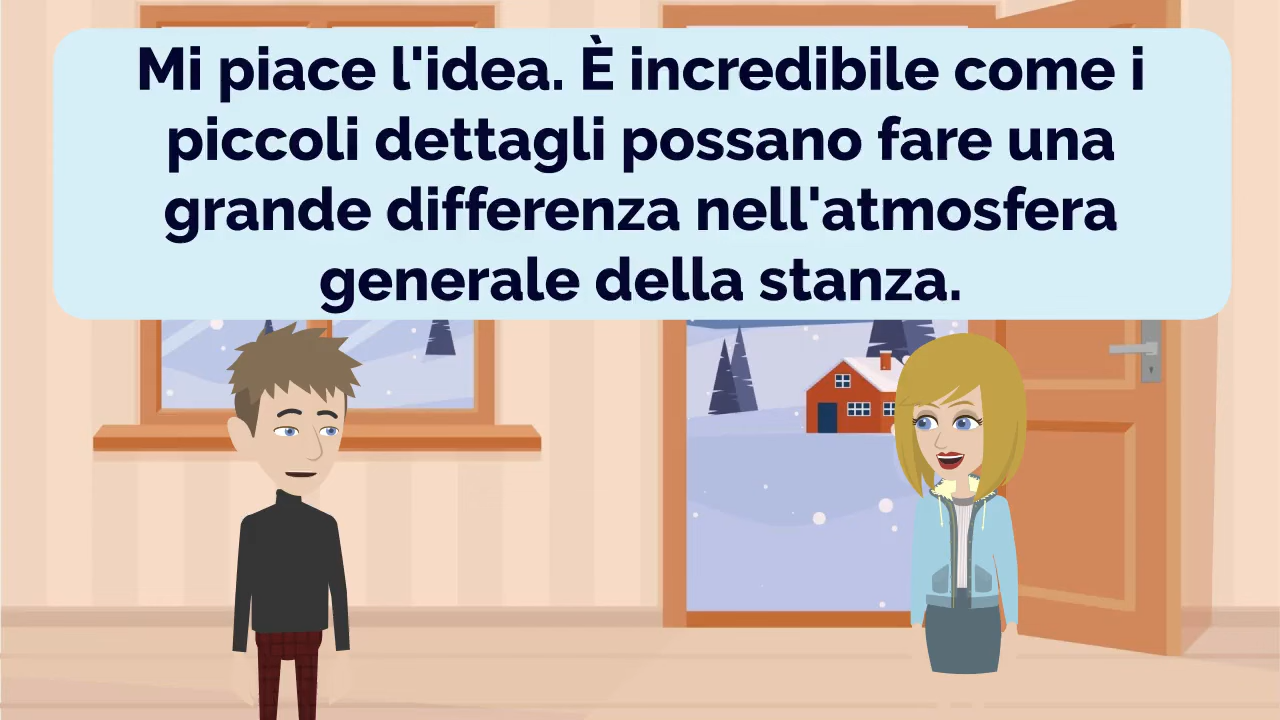 Mi piace l'idea. È incredibile come i
piccoli dettagli possano fare una
grande differenza nell'atmosfera
generale della stanza.